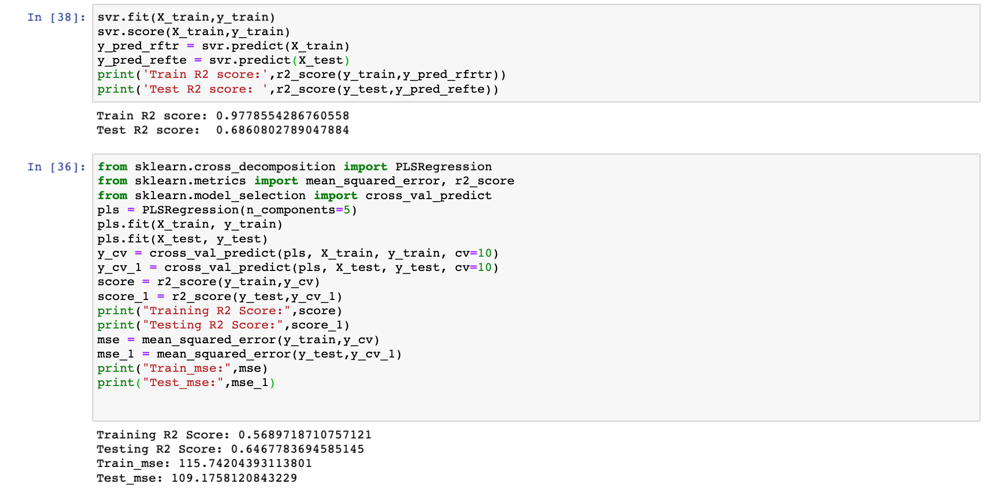 In [38]: svr.fit(X_train,y_train)
svr.score(X_train,y_train)
y_pred_rftr = svr.predict(X_train)
y_pred_refte = svr.predict(X_test)
print('Train R2 score:',r2_score(y_train,y_pred_rfrtr))
print('Test R2 score: ',r2_score(y_test,y_pred_refte))
Train R2 score: 0.9778554286760558
Test R2 score:  0.6860802789047884
In [36]: from sklearn.cross_decomposition import PLSRegression
from sklearn.metrics import mean_squared_error, r2_score
from sklearn.model_selection import cross_val_predict
pls = PLSRegression(n_components=5)
pls.fit(X_train, y_train)
pls.fit(X_test, y_test)
y_cv = cross_val_predict(pls, X_train, y_train, cv=10)
y_cv_1 = cross_val_predict(pls, X_test, y_test, cv=10)
score = r2_score(y_train,y_cv)
score_1 = r2_score(y_test,y_cv_1)
print("Training R2 Score:",score)
print("Testing R2 Score:",score_1)
mse = mean_squared_error(y_train,y_cv)
mse_1 = mean_squared_error(y_test,y_cv_1)
print("Train_mse:",mse)
print("Test_mse:",mse_1)
Training R2 Score: 0.5689718710757121
Testing R2 Score: 0.6467783694585145
Train_mse: 115.74204393113801
Test_mse: 109.1758120843229